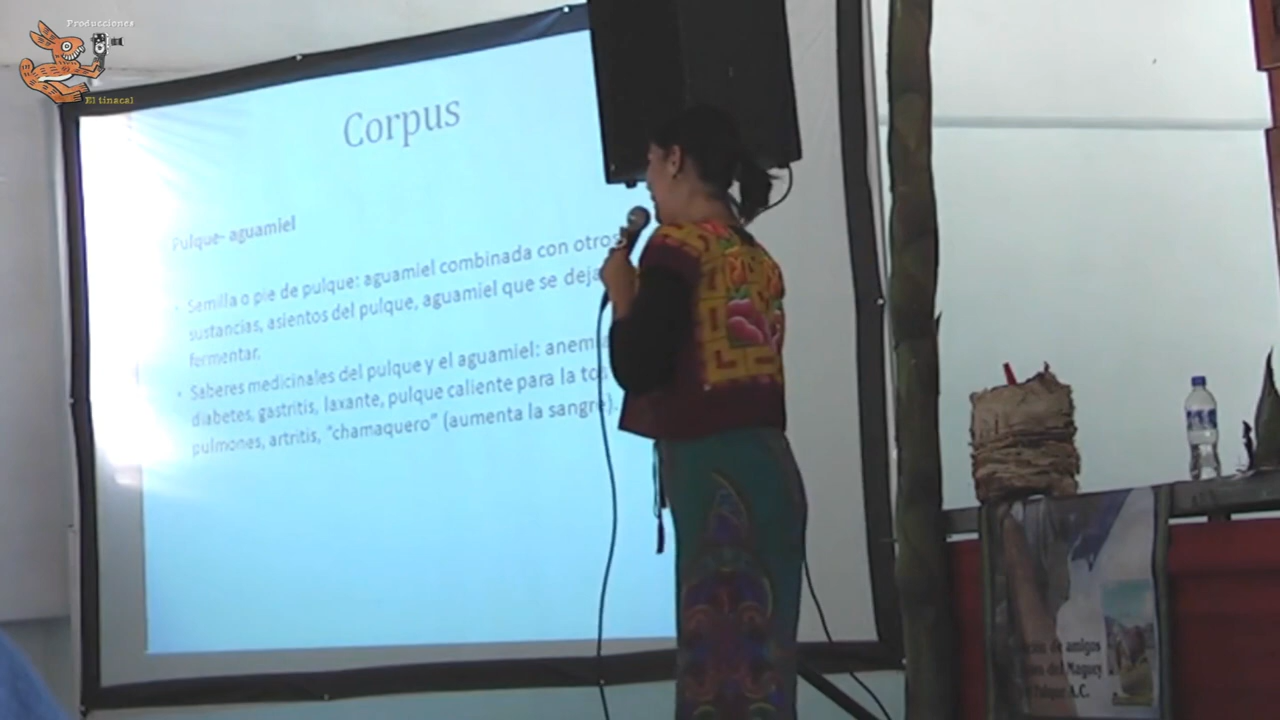 Producciones
El tinacal
Corpus
Pulque- aguamiel
• Semilla o pie de pulque: aguamiel combinada con otros
sustancias, asientos del pulque, aguamiel que se deja
fermentar.
• Saberes medicinales del pulque y el aguamiel:
diabetes, gastritis, laxante, pulque caliente para la
pulmones, artritis, "chamaquero" (aumenta la sangre).
de amigos
del Maguey
Pulque A.C.